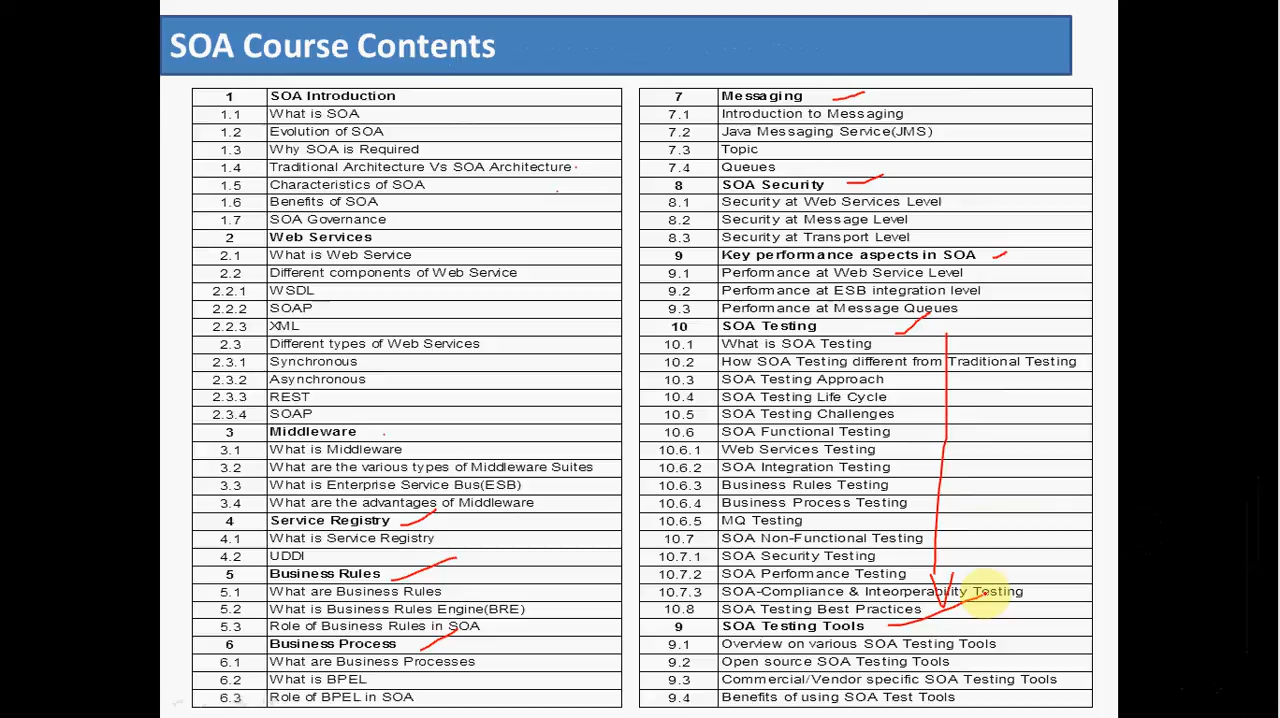 SOA Course Contents
1 SOA Introduction
1.1 What is SOA
1.2 Evolution of SOA
1.3 Why SOA is Required
1.4 Traditional Architecture Vs SOA Architecture
1.5 Characteristics of SOA
1.6 Benefits of SOA
1.7 SOA Governance
2 Web Services
2.1 What is Web Service
2.2 Different components of Web Service
2.2.1 WSDL
2.2.2 SOAP
2.2.3 XML
2.3 Different types of Web Services
2.3.1 Synchronous
2.3.2 Asynchronous
2.3.3 REST
2.3.4 SOAP
3 Middleware
3.1 What is Middleware
3.2 What are the various types of Middleware Suites
3.3 What is Enterprise Service Bus(ESB)
3.4 What are the advantages of Middleware
4 Service Registry
4.1 What is Service Registry
4.2 UDDI
5 Business Rules
5.1 What are Business Rules
5.2 What is Business Rules Engine(BRE)
5.3 Role of Business Rules in SOA
6 Business Process
6.1 What are Business Processes
6.2 What is BPEL
6.3 Role of BPEL in SOA
7 Messaging
7.1 Introduction to Messaging
7.2 Java Messaging Service(JMS)
7.3 Topic
7.4 Queues
8 SOA Security
8.1 Security at Web Services Level
8.2 Security at Message Level
8.3 Security at Transport Level
9 Key performance aspects in SOA
9.1 Performance at Web Service Level
9.2 Performance at ESB integration level
9.3 Performance at Message Queues
10 SOA Testing
10.1 What is SOA Testing
10.2 How SOA Testing different from Traditional Testing
10.3 SOA Testing Approach
10.4 SOA Testing Life Cycle
10.5 SOA Testing Challenges
10.6 SOA Functional Testing
10.6.1 Web Services Testing
10.6.2 SOA Integration Testing
10.6.3 Business Rules Testing
10.6.4 Business Process Testing
10.6.5 MQ Testing
10.7 SOA Non-Functional Testing
10.7.1 SOA Security Testing
10.7.2 SOA Performance Testing
10.7.3 SOA-Compliance & Inteorperability Testing
10.8 SOA Testing Best Practices
9 SOA Testing Tools
9.1 Overview on various SOA Testing Tools
9.2 Open source SOA Testing Tools
9.3 Commercial/Vendor specific SOA Testing Tools
9.4 Benefits of using SOA Test Tools